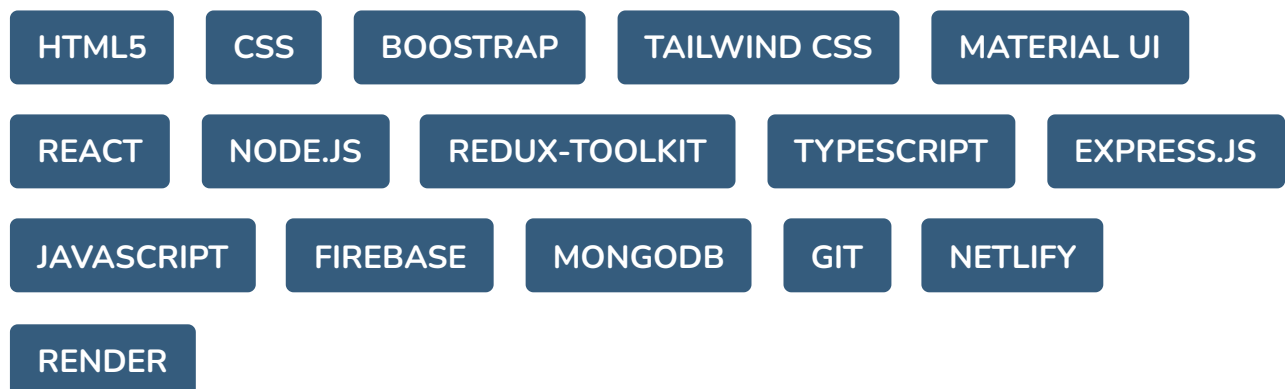 HTML5 CSS BOOSTRAP TAILWIND CSS MATERIAL UI
REACT NODE.JS REDUX-TOOLKIT TYPESCRIPT EXPRESS.JS
JAVASCRIPT FIREBASE MONGODB GIT NETLIFY
RENDER